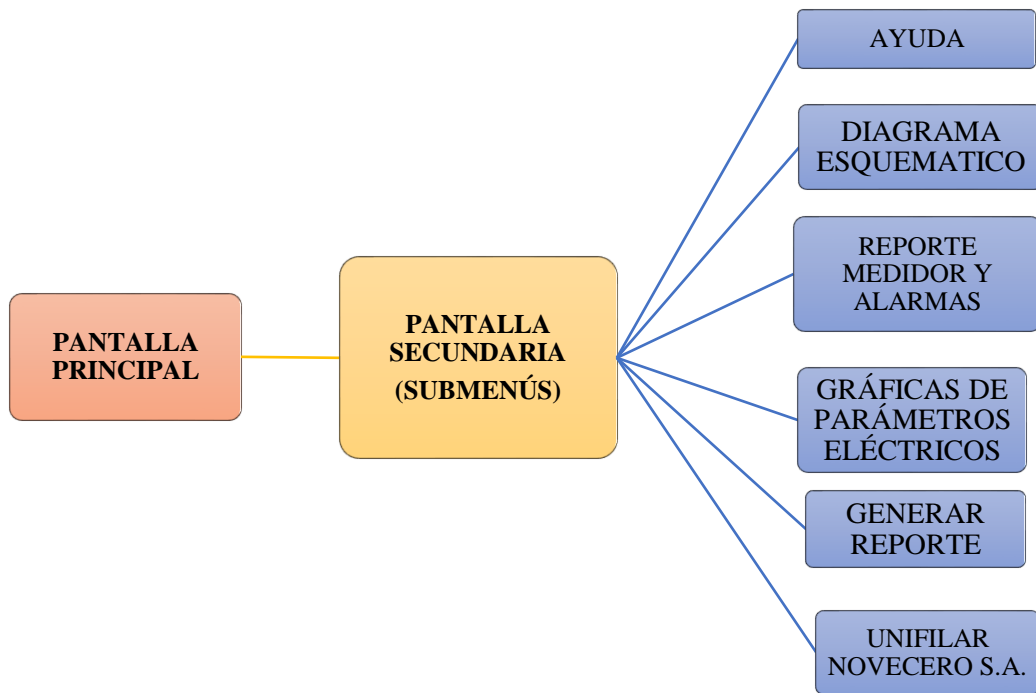 PANTALLA
PRINCIPAL
PANTALLA
SECUNDARIA
(SUBMENÚS)
AYUDA
DIAGRAMA
ESQUEMATICO
REPORTE
MEDIDOR Y
ALARMAS
GRÁFICAS DE
PARÁMETROS
ELÉCTRICOS
GENERAR
REPORTE
UNIFILAR
NOVECERO S.A.